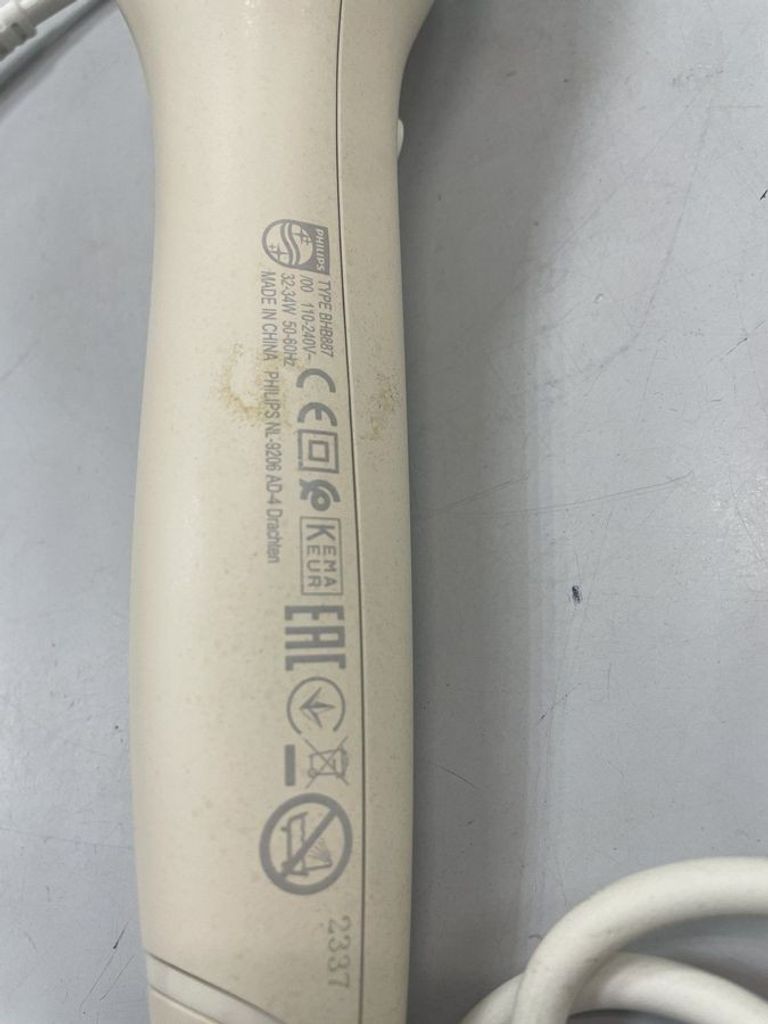 PHILIPS
TYPE BHB887
/00 110-240V~
32-34W 50-60Hz
MADE IN CHINA PHILIPS NL-9206 AD-4 Drachten
CE
KEMA
KEUR
EAC
2337